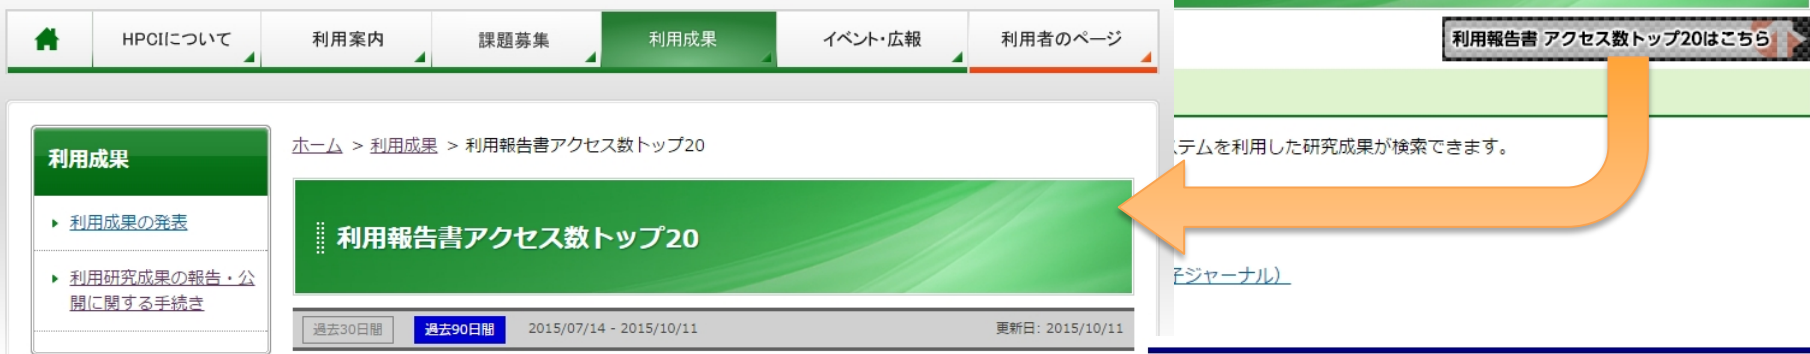 HPCIについて
利用案内
課題募集
利用成果
イベント・広報
利用者のページ
利用報告書 アクセス数トップ20はこちら
利用成果
利用成果の発表
利用研究成果の報告・公
開に関する手続き
ホーム > 利用成果 > 利用報告書アクセス数トップ20
利用報告書アクセス数トップ20
過去30日間 過去90日間 2015/07/14 - 2015/10/11 更新日: 2015/10/11
ステムを利用した研究成果が検索できます。
子ジャーナル）